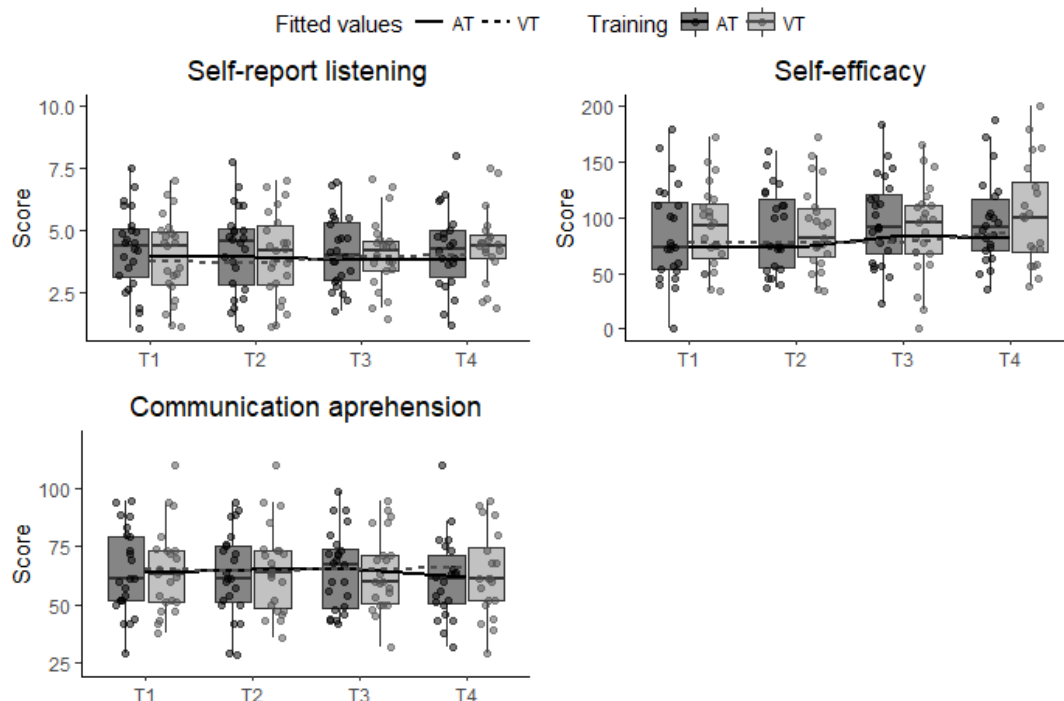 Fitted values AT VT Training AT VT
Self-report listening
Score
10.0
7.5
5.0
2.5
T1 T2 T3 T4
Self-efficacy
Score
200
150
100
50
0
T1 T2 T3 T4
Communication aprehension
Score
100
75
50
25
T1 T2 T3 T4